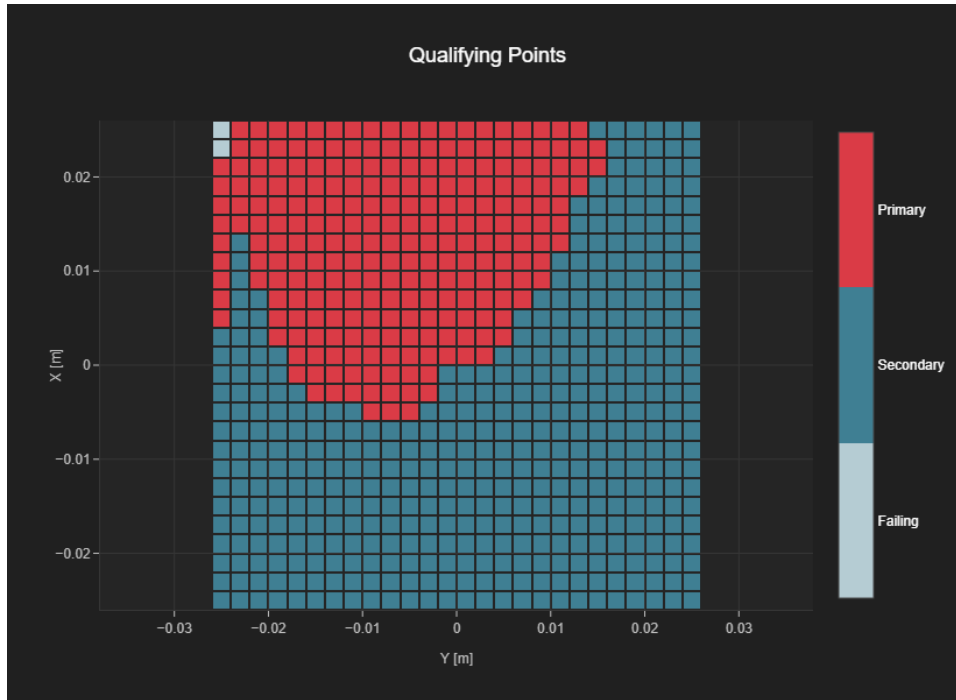 Qualifying Points
0.02
0.01
0
−0.01
−0.02
X [m]
−0.03
−0.02
−0.01
0
0.01
0.02
0.03
Y [m]
Primary
Secondary
Failing